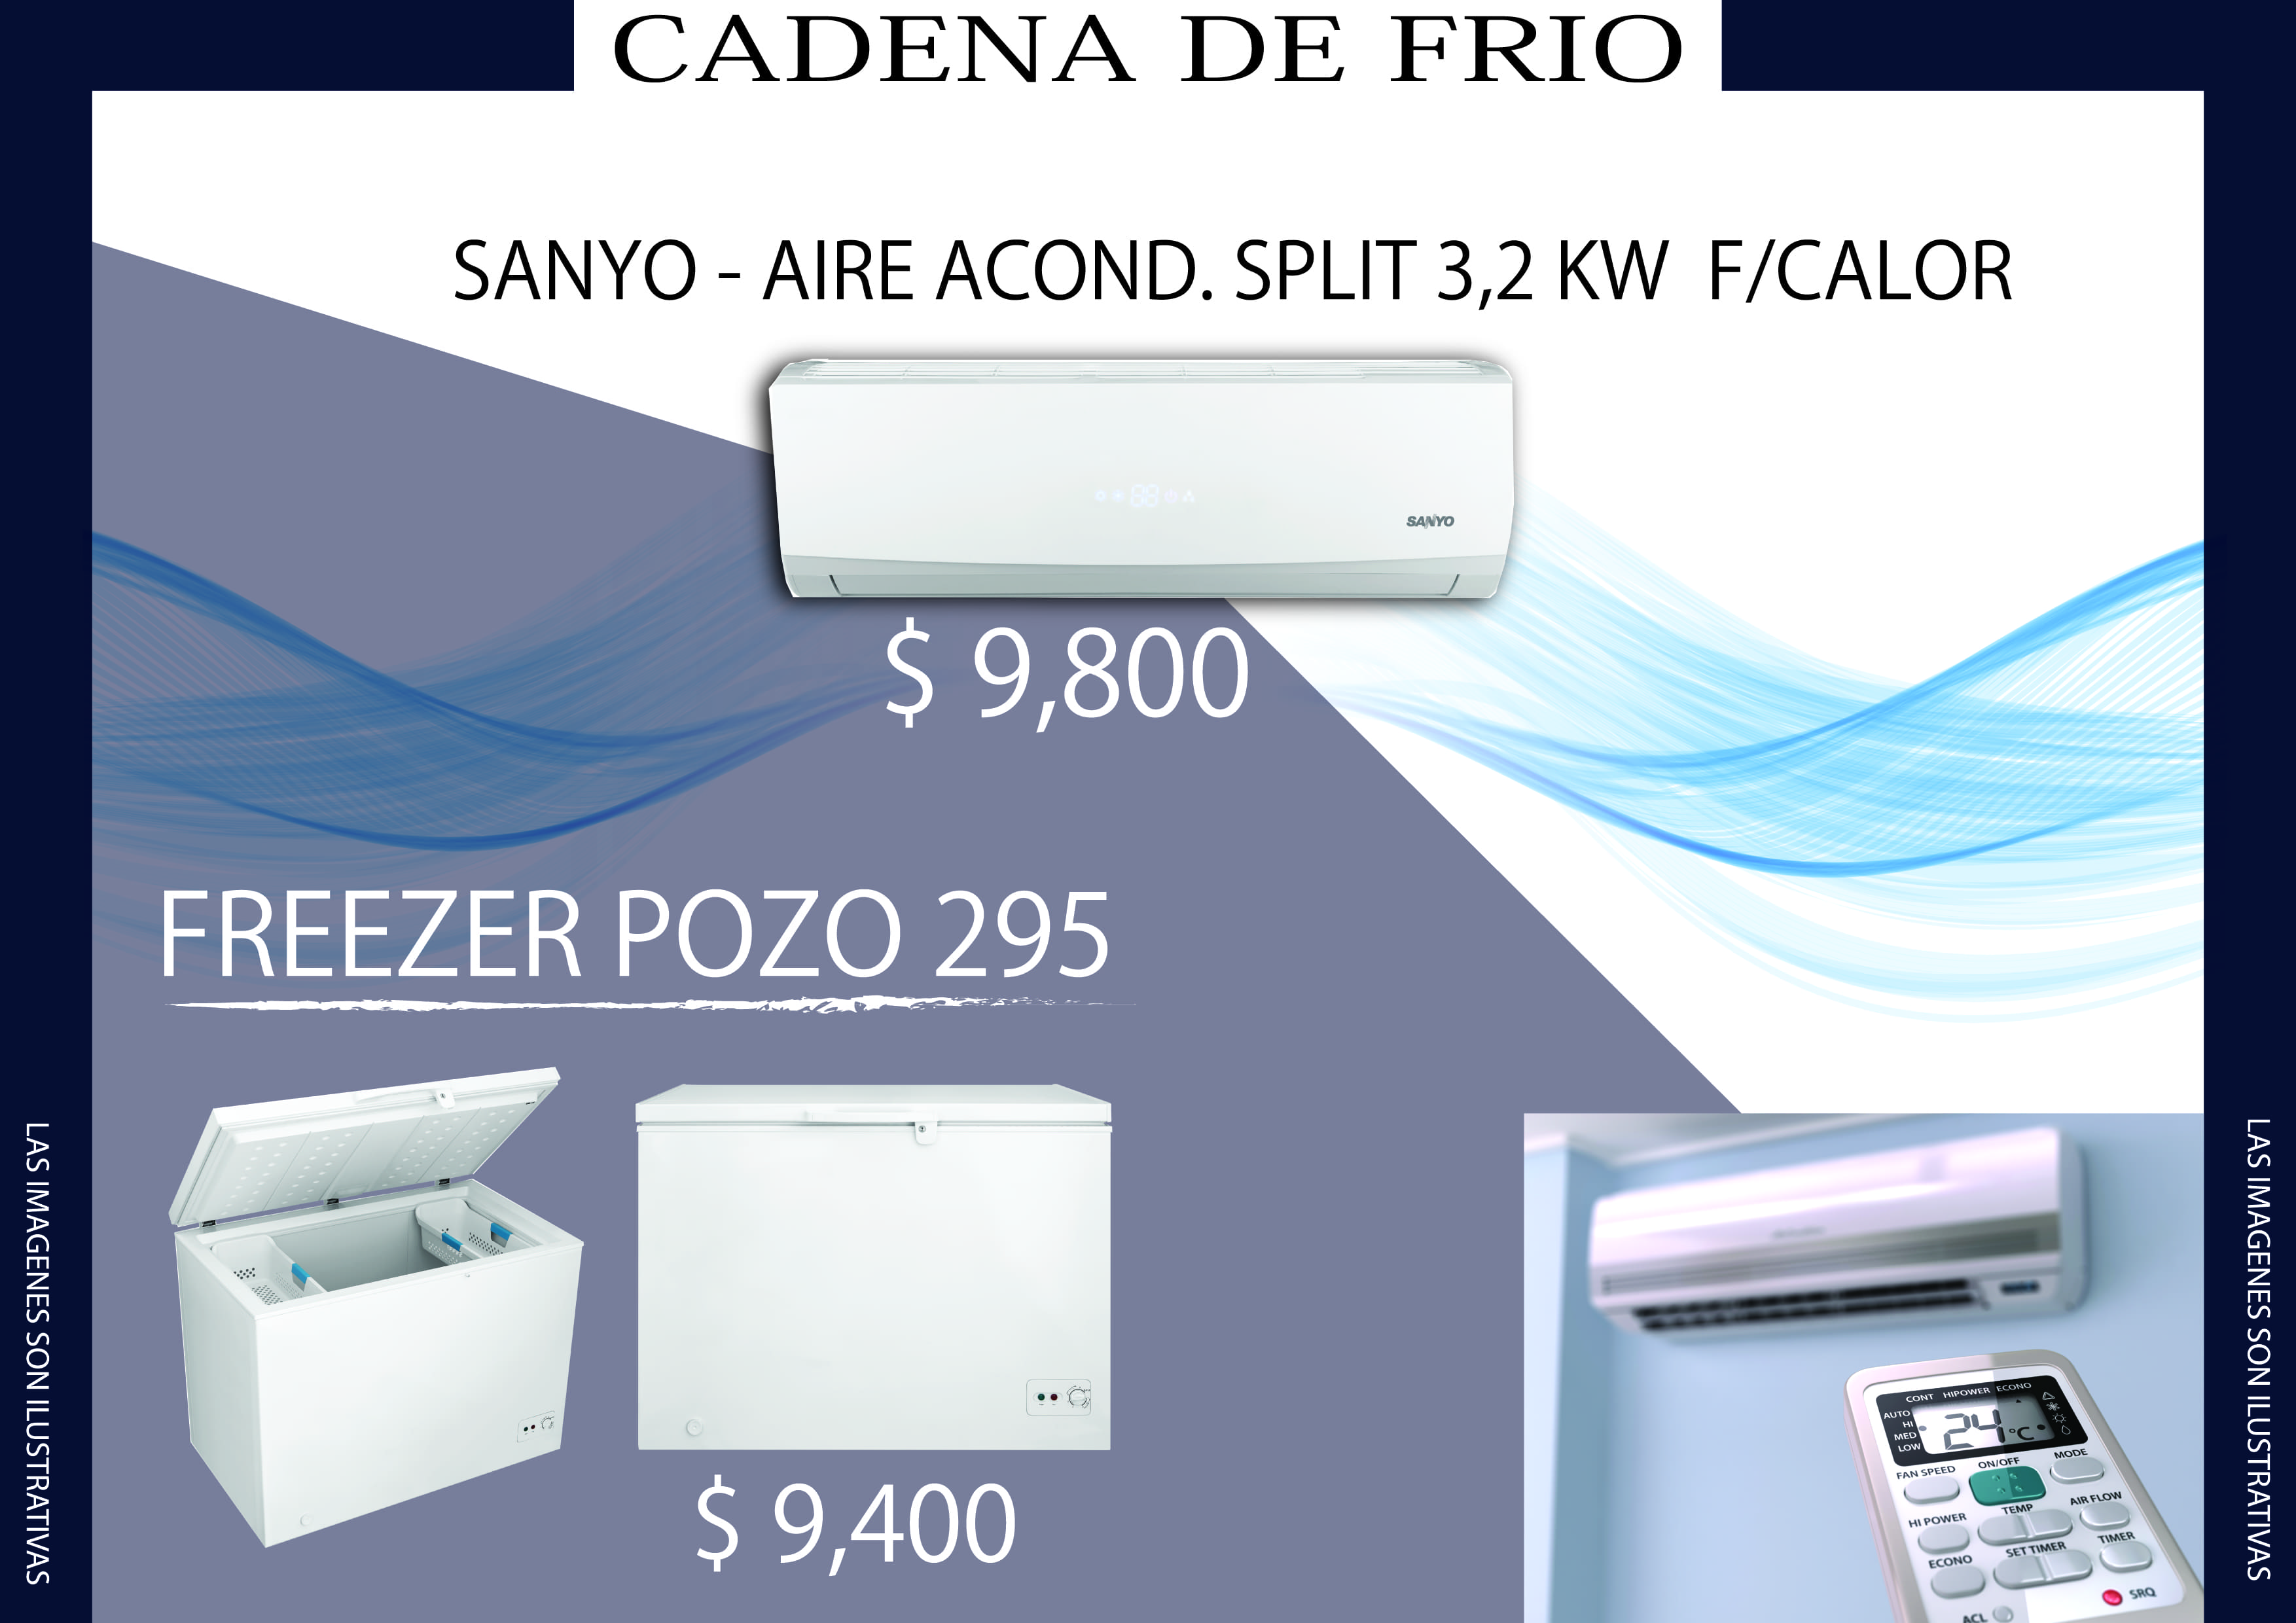 CADENA DE FRIO
SANYO - AIRE ACOND. SPLIT 3,2 KW F/CALOR
SANYO
$ 9,800
FREEZER POZO 295
$ 9,400
LAS IMAGENES SON ILUSTRATIVAS
LAS IMAGENES SON ILUSTRATIVAS
CONT HIPOWER ECONO
AUTO
HI
MED
LOW
24 °C
FAN SPEED ON/OFF MODE
HI POWER TEMP AIR FLOW
ECONO SET TIMER TIMER
ACL SRQ